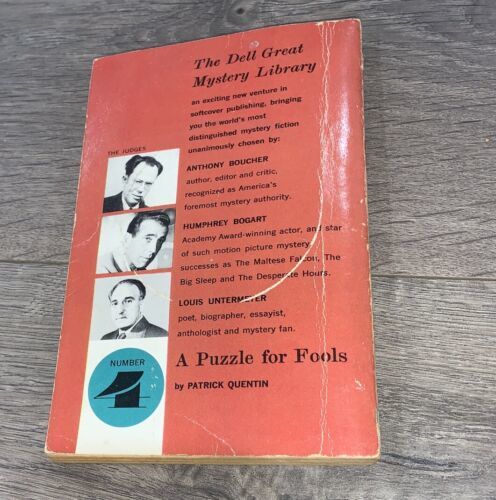 The Dell Great
Mystery Library
an exciting new venture in
softcover publishing, bringing
you the world's most
distinguished mystery fiction
unanimously chosen by:
THE JUDGES
ANTHONY BOUCHER
author, editor and critic,
recognized as America's
foremost mystery authority.
HUMPHREY BOGART
Academy Award-winning actor, and star
of such motion picture mystery
successes as The Maltese Falcon, The
Big Sleep and The Desperate Hours.
LOUIS UNTERMEYER
poet, biographer, essayist,
anthologist and mystery fan.
NUMBER
4
A Puzzle for Fools
by PATRICK QUENTIN